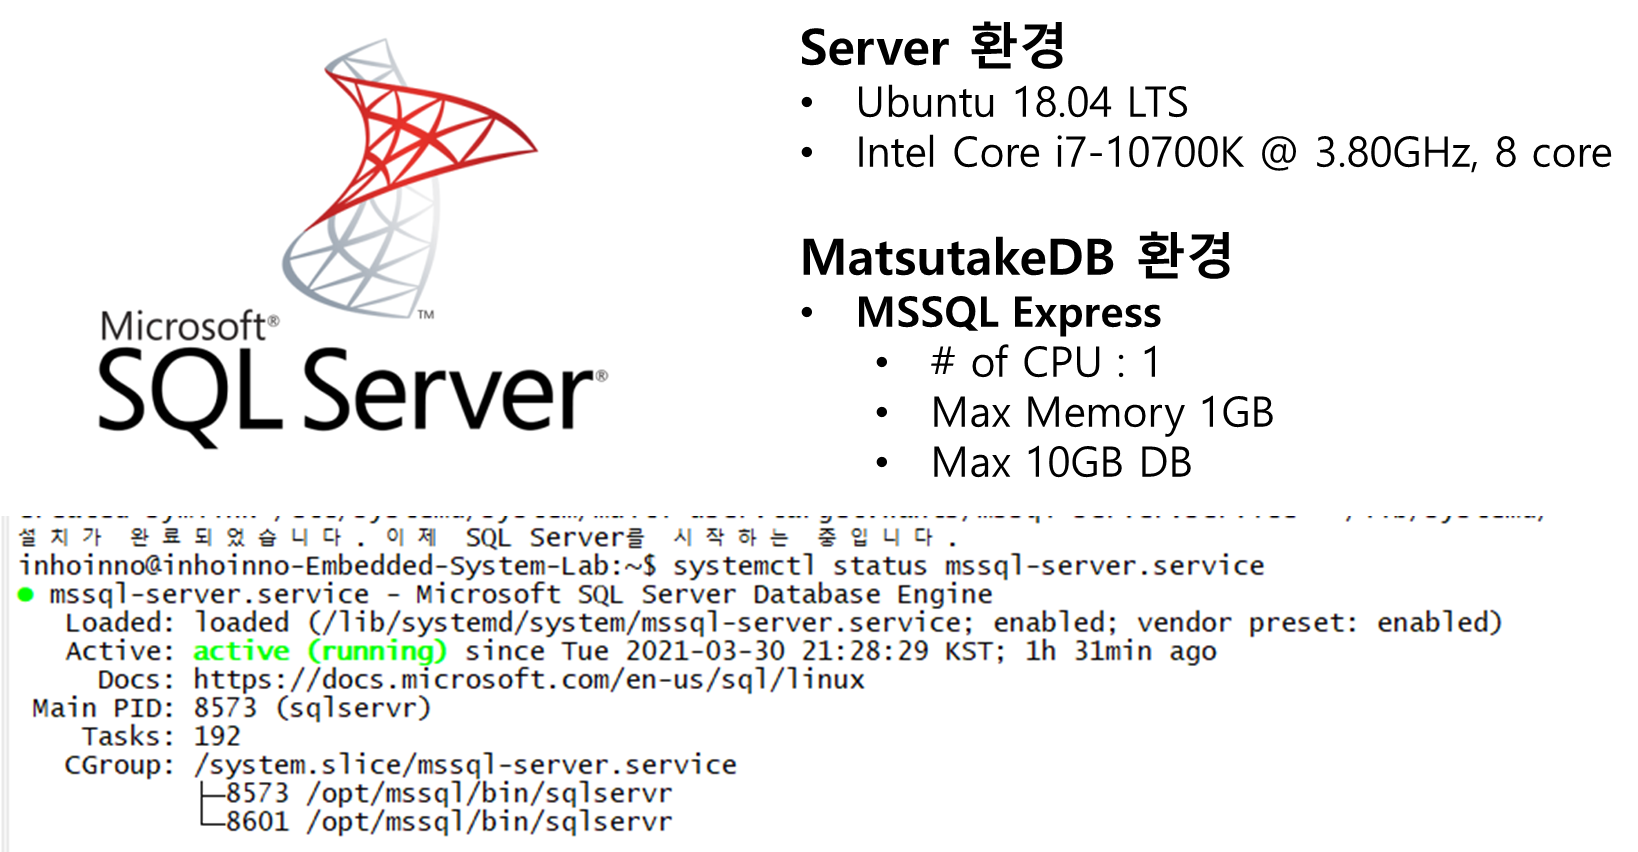 Microsoft®
SQL Server®
™
Server 환경
• Ubuntu 18.04 LTS
• Intel Core i7-10700K @ 3.80GHz, 8 core
MatsutakeDB 환경
• MSSQL Express
• # of CPU : 1
• Max Memory 1GB
• Max 10GB DB
설치가 완료되었습니다. 이제 SQL Server를 시작하는 중입니다.
inhoinno@inhoinno-Embedded-System-Lab:~$ systemctl status mssql-server.service
● mssql-server.service - Microsoft SQL Server Database Engine
Loaded: loaded (/lib/systemd/system/mssql-server.service; enabled; vendor preset: enabled)
Active: active (running) since Tue 2021-03-30 21:28:29 KST; 1h 31min ago
Docs: https://docs.microsoft.com/en-us/sql/linux
Main PID: 8573 (sqlservr)
Tasks: 192
CGroup: /system.slice/mssql-server.service
├─8573 /opt/mssql/bin/sqlservr
└─8601 /opt/mssql/bin/sqlservr